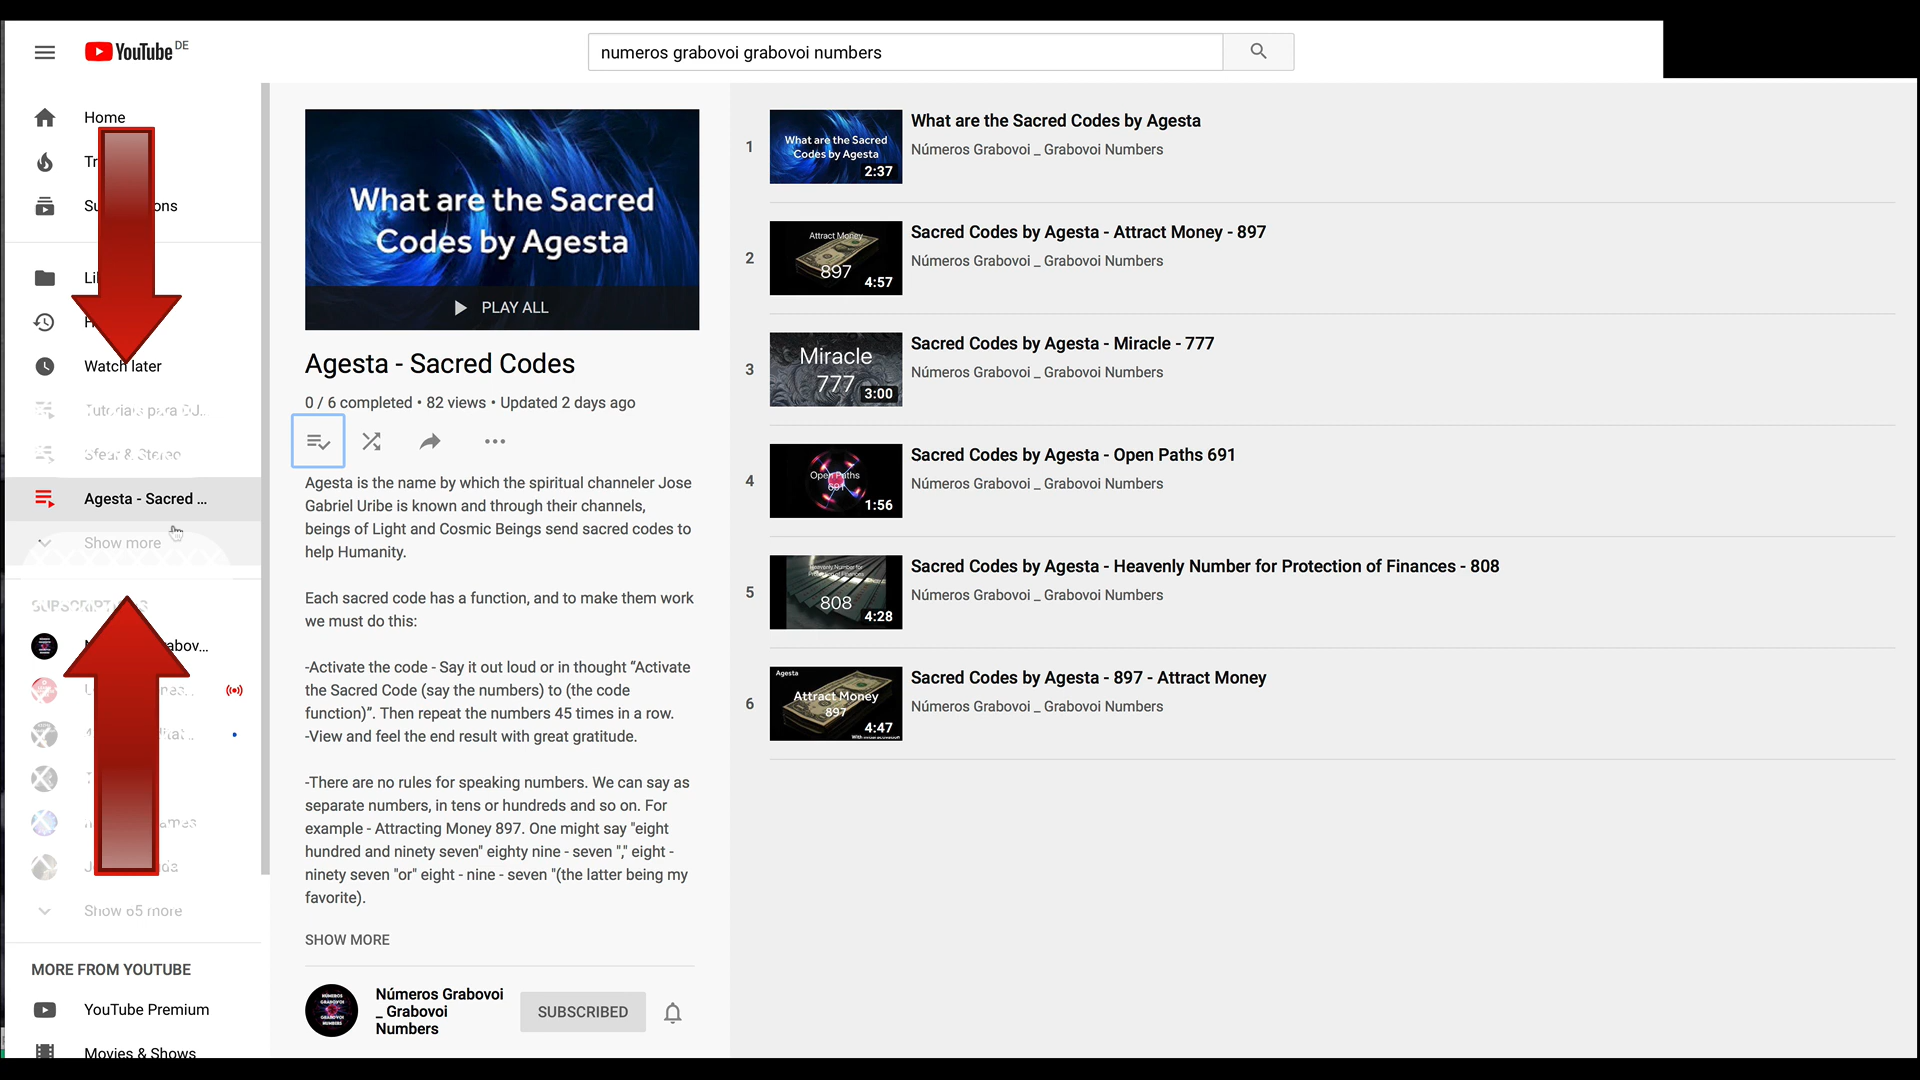 YouTube DE
numeros grabovoi grabovoi numbers
Home
Watch later
Agesta - Sacred ...
Show more
SUBSCRIPTIONS
Show 65 more
MORE FROM YOUTUBE
YouTube Premium
Movies & Shows
What are the Sacred
Codes by Agesta
PLAY ALL
Agesta - Sacred Codes
0 / 6 completed • 82 views • Updated 2 days ago
Agesta is the name by which the spiritual channeler Jose
Gabriel Uribe is known and through their channels,
beings of Light and Cosmic Beings send sacred codes to
help Humanity.
Each sacred code has a function, and to make them work
we must do this:
-Activate the code - Say it out loud or in thought “Activate
the Sacred Code (say the numbers) to (the code
function)”. Then repeat the numbers 45 times in a row.
-View and feel the end result with great gratitude.
-There are no rules for speaking numbers. We can say as
separate numbers, in tens or hundreds and so on. For
example - Attracting Money 897. One might say "eight
hundred and ninety seven" eighty nine - seven "," eight -
ninety seven "or" eight - nine - seven "(the latter being my
favorite).
SHOW MORE
Números Grabovoi
_ Grabovoi
Numbers
SUBSCRIBED
1
What are the Sacred
Codes by Agesta
2:37
What are the Sacred Codes by Agesta
Números Grabovoi _ Grabovoi Numbers
2
Attract Money
897
4:57
Sacred Codes by Agesta - Attract Money - 897
Números Grabovoi _ Grabovoi Numbers
3
Miracle
777
3:00
Sacred Codes by Agesta - Miracle - 777
Números Grabovoi _ Grabovoi Numbers
4
Open Paths
691
1:56
Sacred Codes by Agesta - Open Paths 691
Números Grabovoi _ Grabovoi Numbers
5
Heavenly Number for
Protection of Finances
808
4:28
Sacred Codes by Agesta - Heavenly Number for Protection of Finances - 808
Números Grabovoi _ Grabovoi Numbers
6
Agesta
Attract Money
897
4:47
Sacred Codes by Agesta - 897 - Attract Money
Números Grabovoi _ Grabovoi Numbers